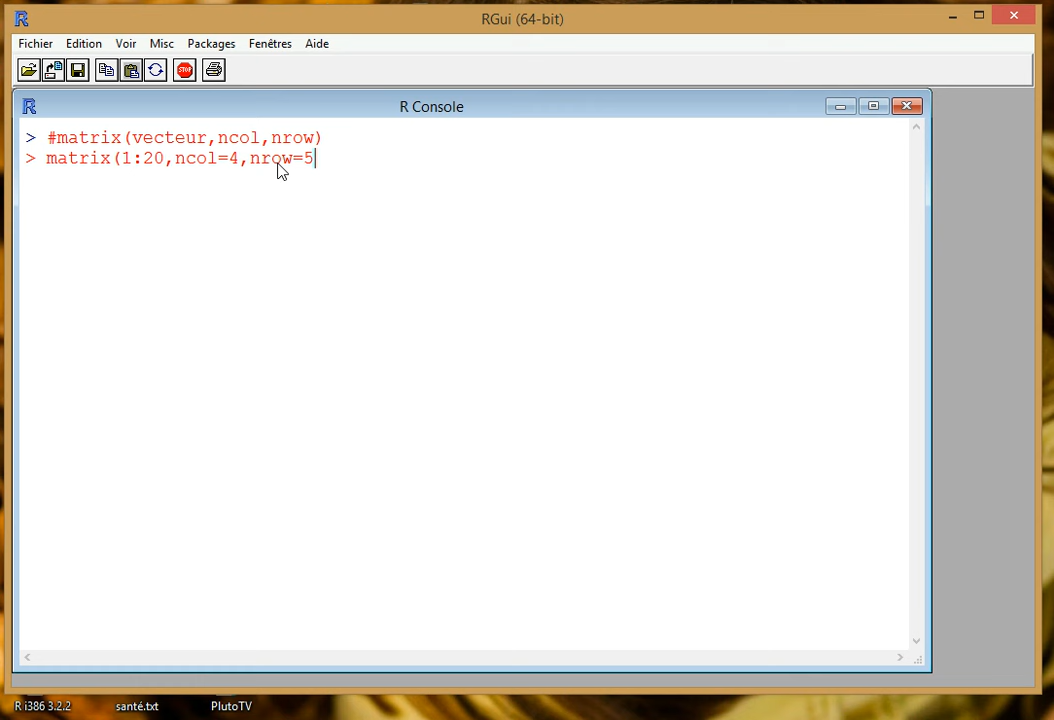 RGui (64-bit)
Fichier Edition Voir Misc Packages Fenêtres Aide
STOP
R Console
> #matrix(vecteur,ncol,nrow)
> matrix(1:20,ncol=4,nrow=5
R i386 3.2.2 santé.txt PlutoTV